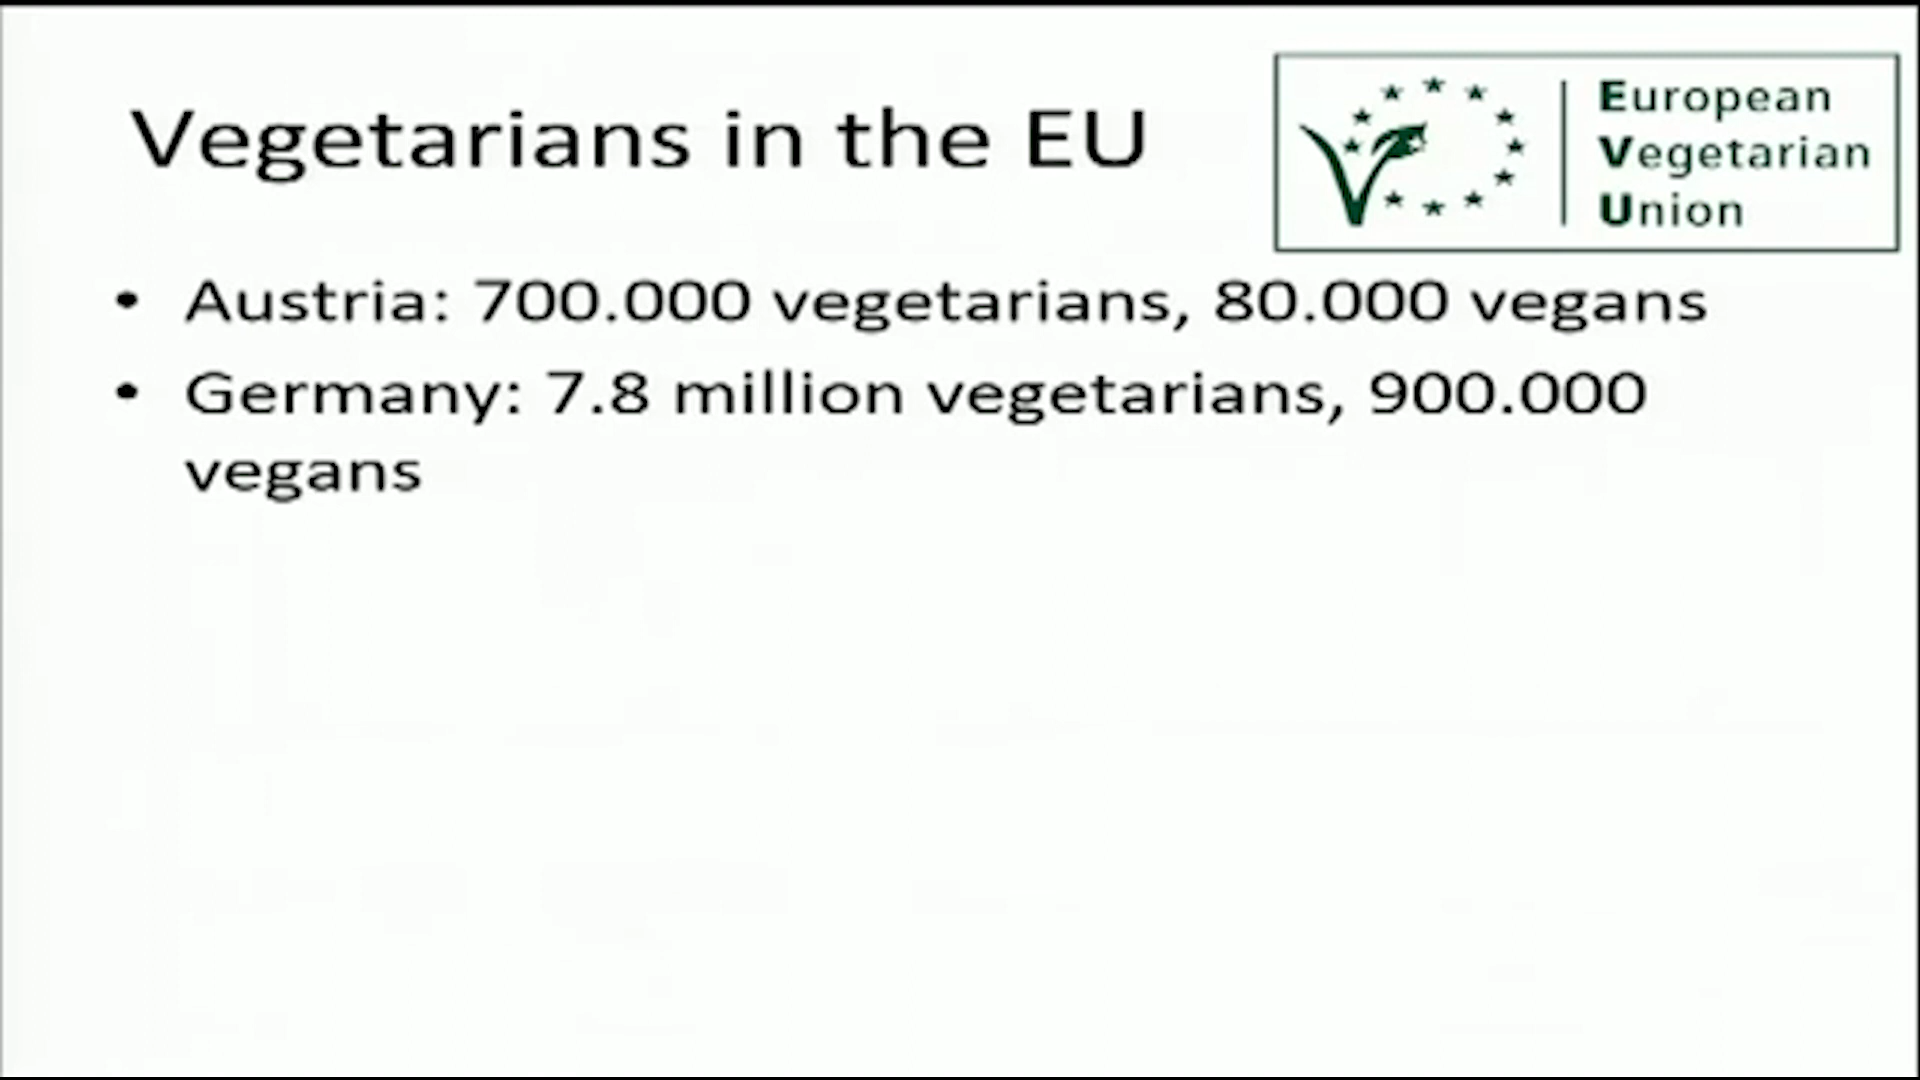 Vegetarians in the EU
European
Vegetarian
Union
• Austria: 700.000 vegetarians, 80.000 vegans
• Germany: 7.8 million vegetarians, 900.000
vegans